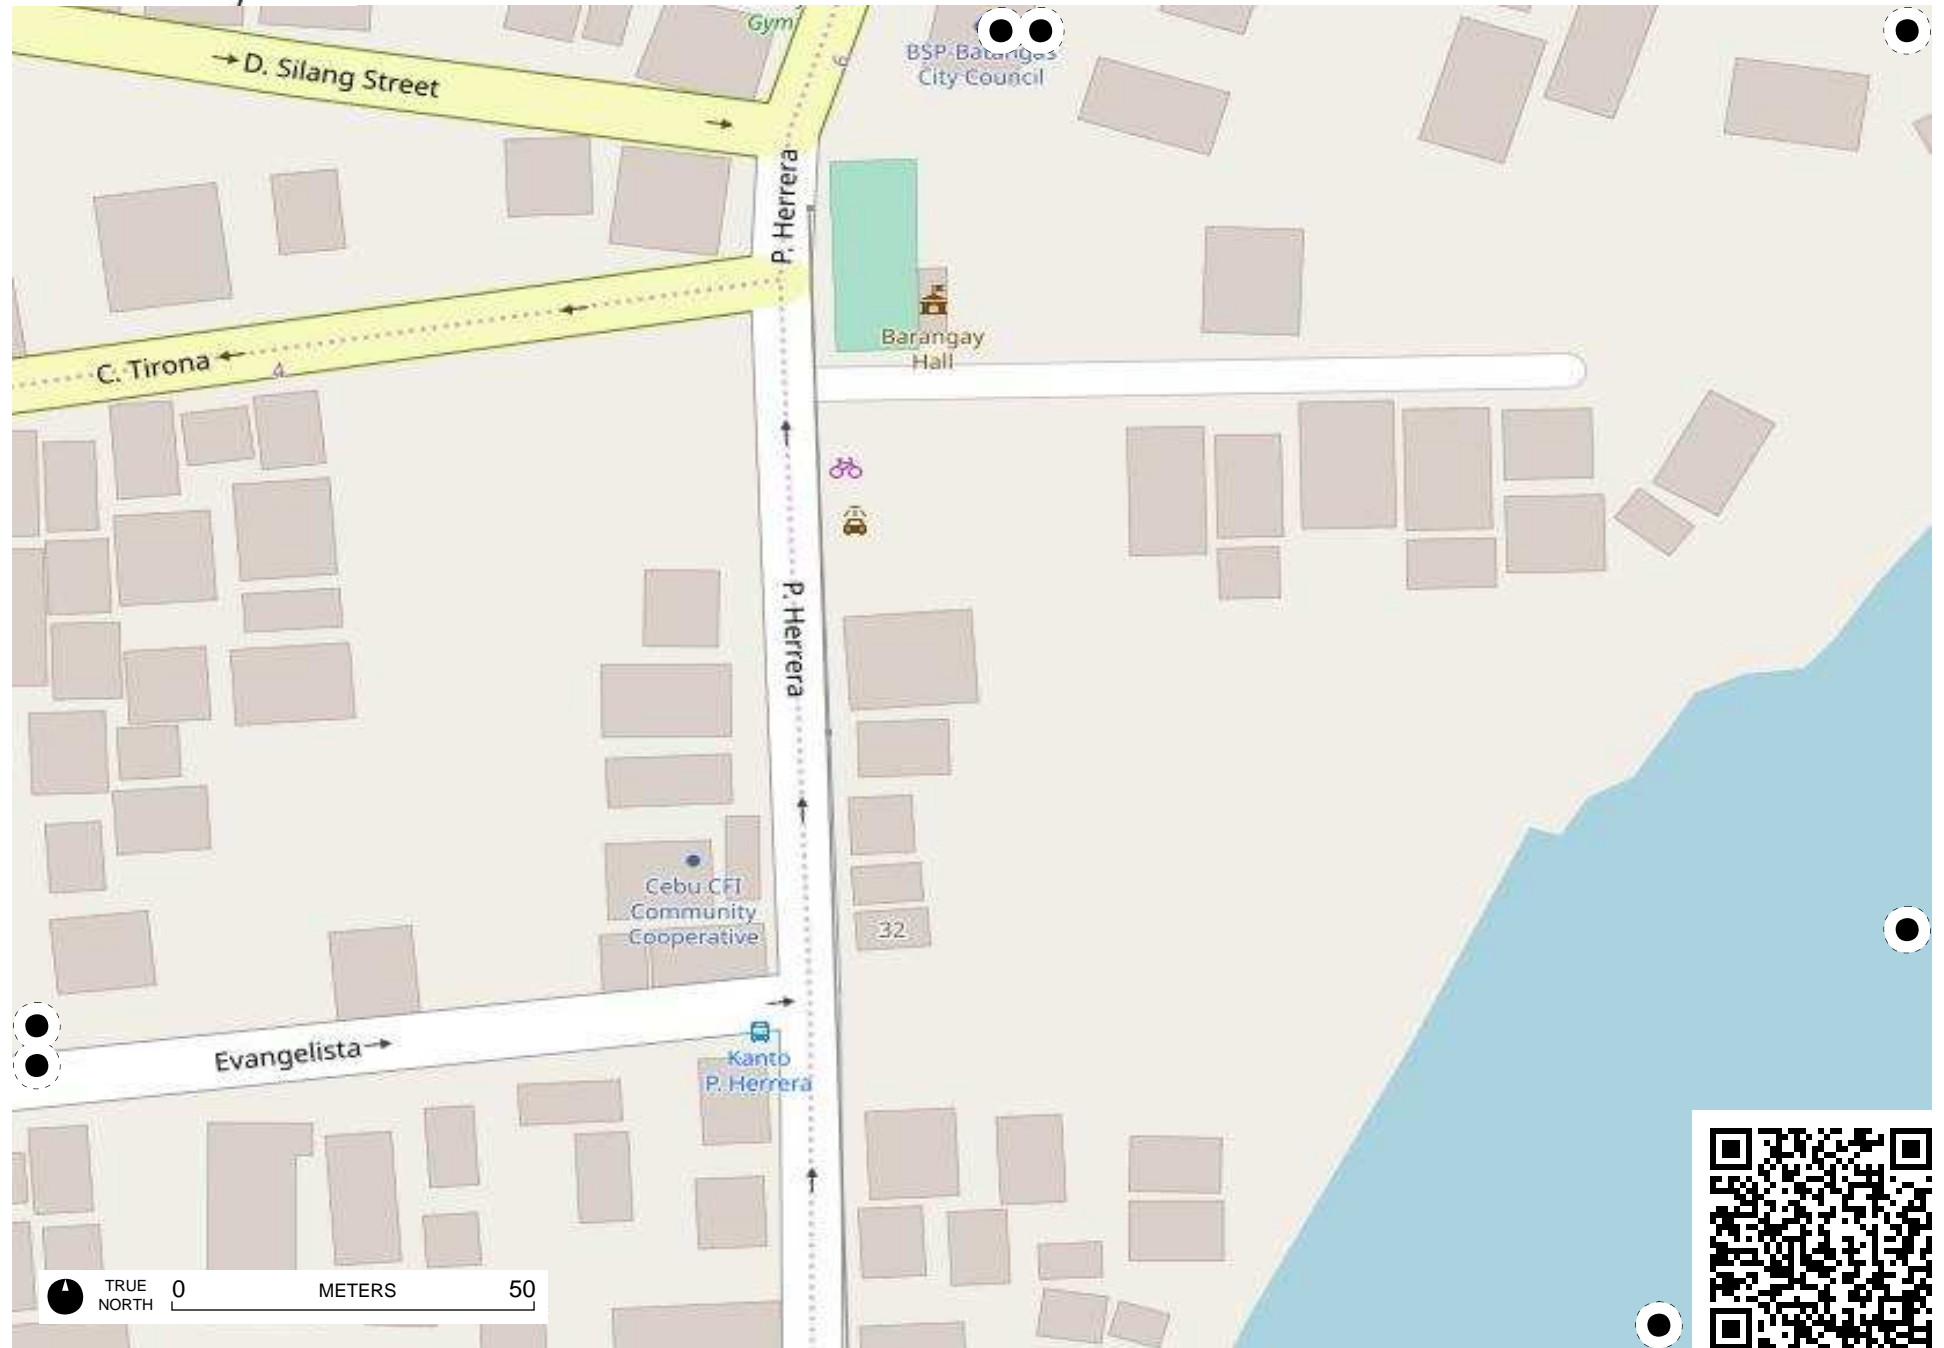 Gym
6
BSP-Batangas
City Council
D. Silang Street
P. Herrera
Barangay
Hall
C. Tirona
4
P. Herrera
Cebu CFI
Community
Cooperative
32
Evangelista
Kanto
P. Herrera
TRUE
NORTH
0
METERS
50